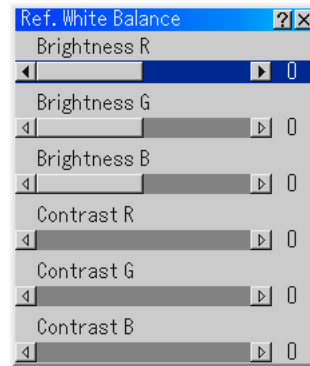 Ref. White Balance ? ×
Brightness R
0
Brightness G
0
Brightness B
0
Contrast R
0
Contrast G
0
Contrast B
0